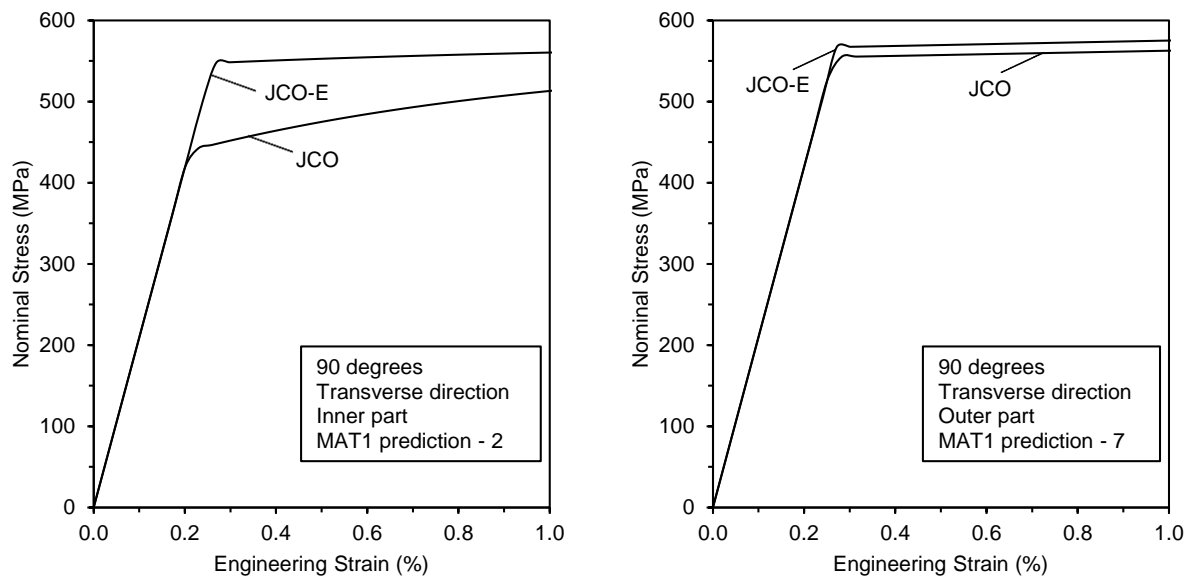 600
500
400
300
200
100
0
Nominal Stress (MPa)
JCO-E
JCO
90 degrees
Transverse direction
Inner part
MAT1 prediction - 2
0.0 0.2 0.4 0.6 0.8 1.0
Engineering Strain (%)
600
500
400
300
200
100
0
Nominal Stress (MPa)
JCO-E
JCO
90 degrees
Transverse direction
Outer part
MAT1 prediction - 7
0.0 0.2 0.4 0.6 0.8 1.0
Engineering Strain (%)